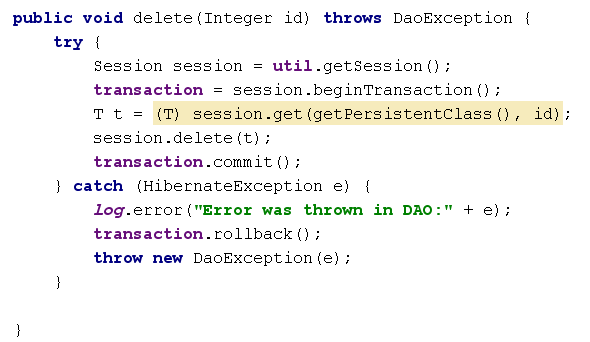 public void delete(Integer id) throws DaoException {
    try {
        Session session = util.getSession();
        transaction = session.beginTransaction();
        T t = (T) session.get(getPersistentClass(), id);
        session.delete(t);
        transaction.commit();
    } catch (HibernateException e) {
        log.error("Error was thrown in DAO:" + e);
        transaction.rollback();
        throw new DaoException(e);
    }
}